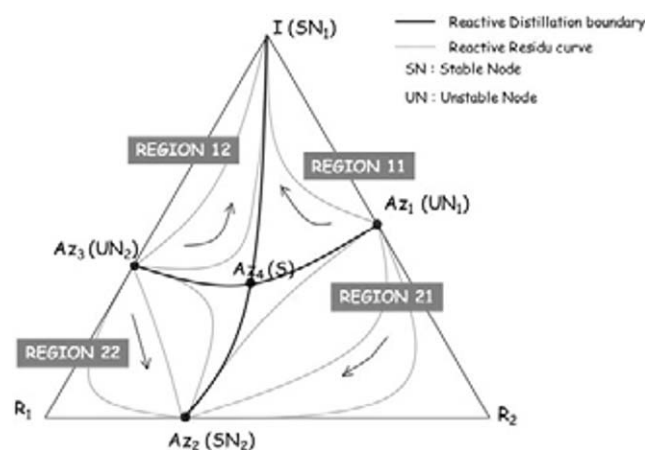 I (SN1)
Reactive Distillation boundary
Reactive Residu curve
SN : Stable Node
UN : Unstable Node
REGION 12
REGION 11
Az1 (UN1)
Az3 (UN2)
Az4 (S)
REGION 21
REGION 22
R1
R2
Az2 (SN2)